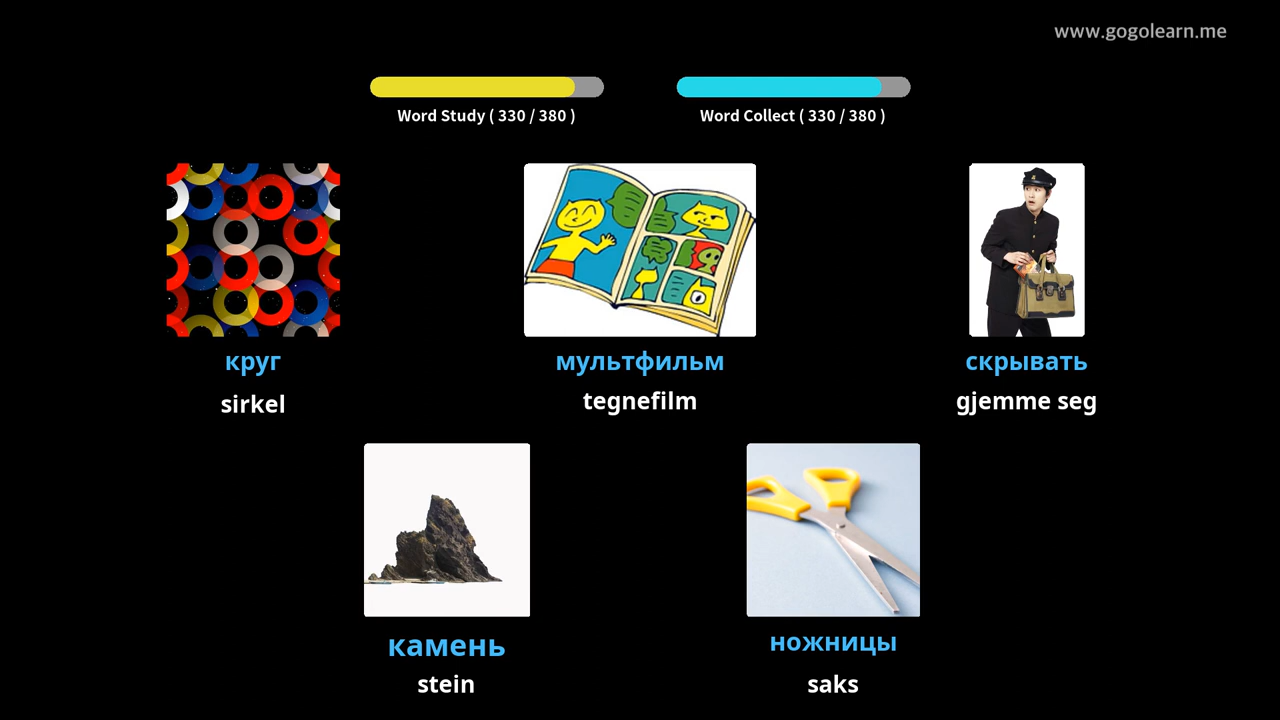 www.gogolearn.me
Word Study ( 330 / 380 )
Word Collect ( 330 / 380 )
круг
мультфильм
скрывать
sirkel
tegnefilm
gjemme seg
камень
ножницы
stein
saks